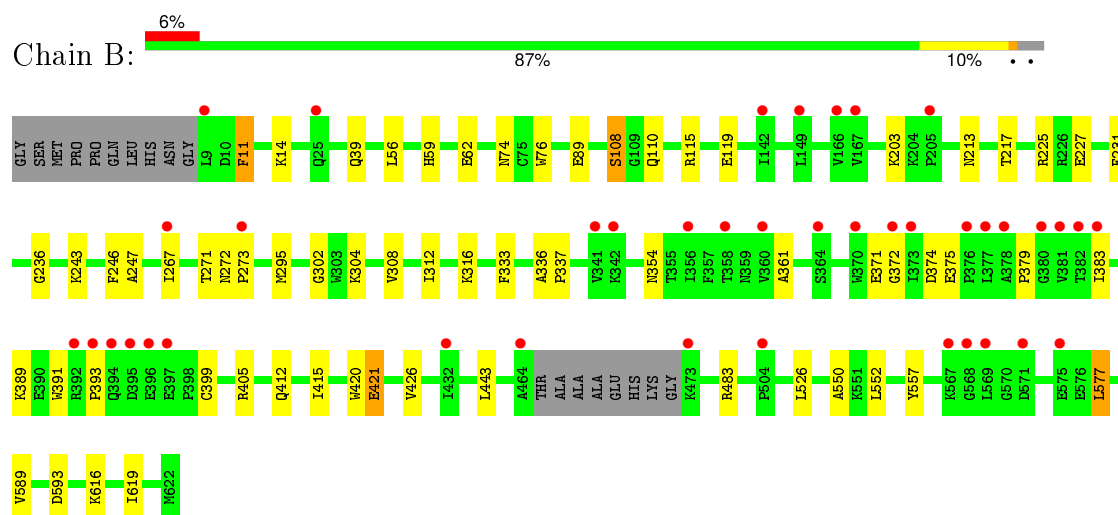 6%
Chain B:
87% 10% • •
GLY SER MET PRO PRO GLN LEU HIS ASN GLY L9 D10 F11 K14 Q25 Q39 L56 H59 E62 N74 C75 W76 E89 S108 G109 Q110 R115 E119 I142 L149 V166 V167 K203 K204 P205 N213 T217 R225 R226 E227
G236 K243 F246 A247 I267 T271 N272 P273 M295 G302 W303 K304 V308 I312 K316 F333 A336 P337 V341 K342 N354 T355 I356 F357 T358 N359 V360 A361 S364 W370 E371 G372 I373 D374 E375 P376 L377 A378 P379 G380 V381 T382 I383
K389 E390 W391 R392 P393 Q394 D395 E396 E397 P398 C399 R405 Q412 I415 W420 E421 V426 I432 L443 A464 THR ALA ALA ALA GLU HIS LYS GLY K473 R483 P504 L526 A550 K551 L552 Y557 K567 G568 L569 G570 D571 E575 E576 L577
V589 D593 K616 I619 M622